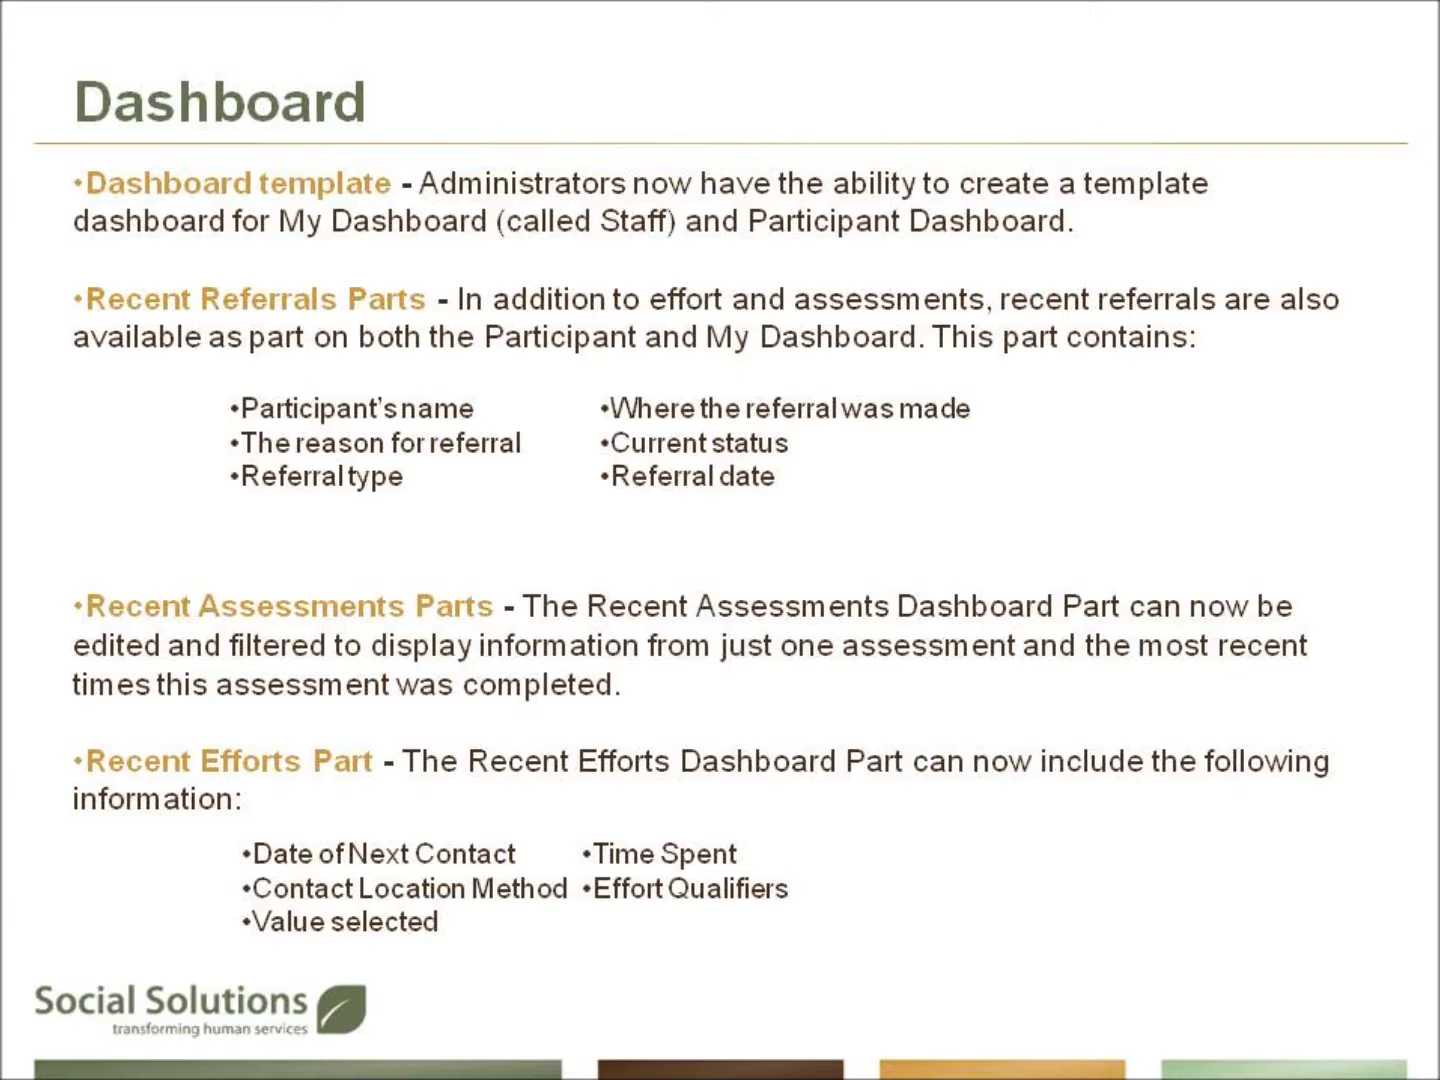 Dashboard
•Dashboard template - Administrators now have the ability to create a template
dashboard for My Dashboard (called Staff) and Participant Dashboard.
•Recent Referrals Parts - In addition to effort and assessments, recent referrals are also
available as part on both the Participant and My Dashboard. This part contains:
•Participant's name
•The reason for referral
•Referral type
•Where the referral was made
•Current status
•Referral date
•Recent Assessments Parts - The Recent Assessments Dashboard Part can now be
edited and filtered to display information from just one assessment and the most recent
times this assessment was completed.
•Recent Efforts Part - The Recent Efforts Dashboard Part can now include the following
information:
•Date of Next Contact
•Contact Location Method
•Value selected
•Time Spent
•Effort Qualifiers
Social Solutions
transforming human services